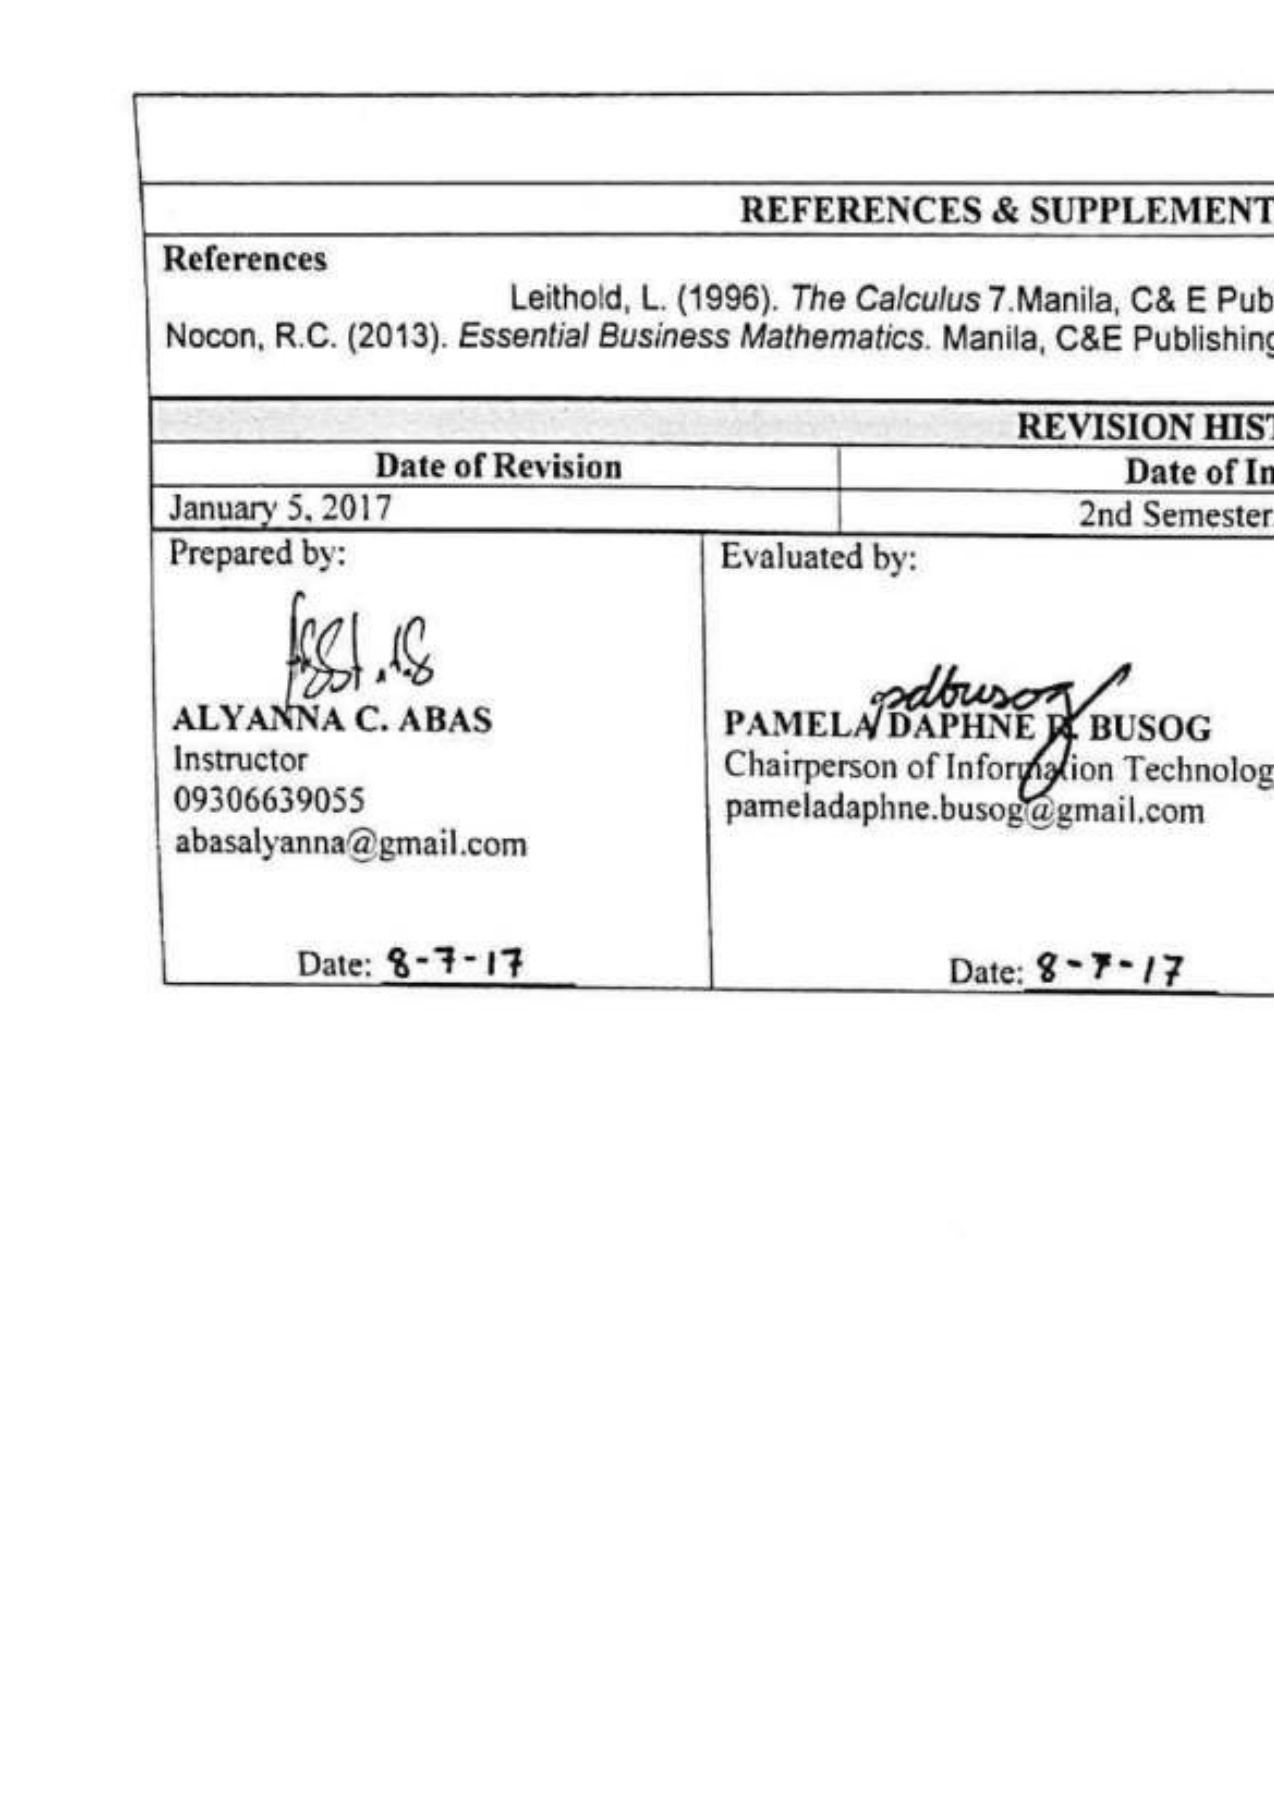 REFERENCES & SUPPLEMENT
References
Leithold, L. (1996). The Calculus 7.Manila, C& E Pub
Nocon, R.C. (2013). Essential Business Mathematics. Manila, C&E Publishing
REVISION HIST
Date of Revision
Date of In
January 5, 2017
2nd Semester
Prepared by:
ALYANNA C. ABAS
Instructor
09306639055
abasalyanna@gmail.com
Date: 8-7-17
Evaluated by:
pdbusog
PAMELA DAPHNE R. BUSOG
Chairperson of Information Technolog
pameladaphne.busog@gmail.com
Date: 8-7-17